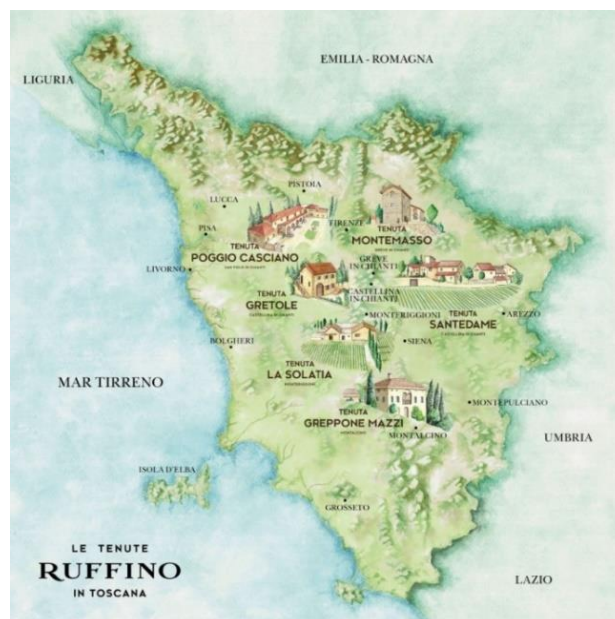 EMILIA - ROMAGNA
LIGURIA
PISTOIA
LUCCA
FIRENZE
PISA
TENUTA
MONTEMASSO
TENUTA
POGGIO CASCIANO
GREVE
IN CHIANTI
LIVORNO
TENUTA
GRETOLE
CASTELLINA
IN CHIANTI
TENUTA
SANTEDAME
MONTERIGGIONI
AREZZO
BOLGHERI
SIENA
TENUTA
LA SOLATIA
MAR TIRRENO
TENUTA
GREPPONE MAZZI
MONTEPULCIANO
MONTALCINO
UMBRIA
ISOLA D'ELBA
GROSSETO
LE TENUTE
RUFFINO
IN TOSCANA
LAZIO